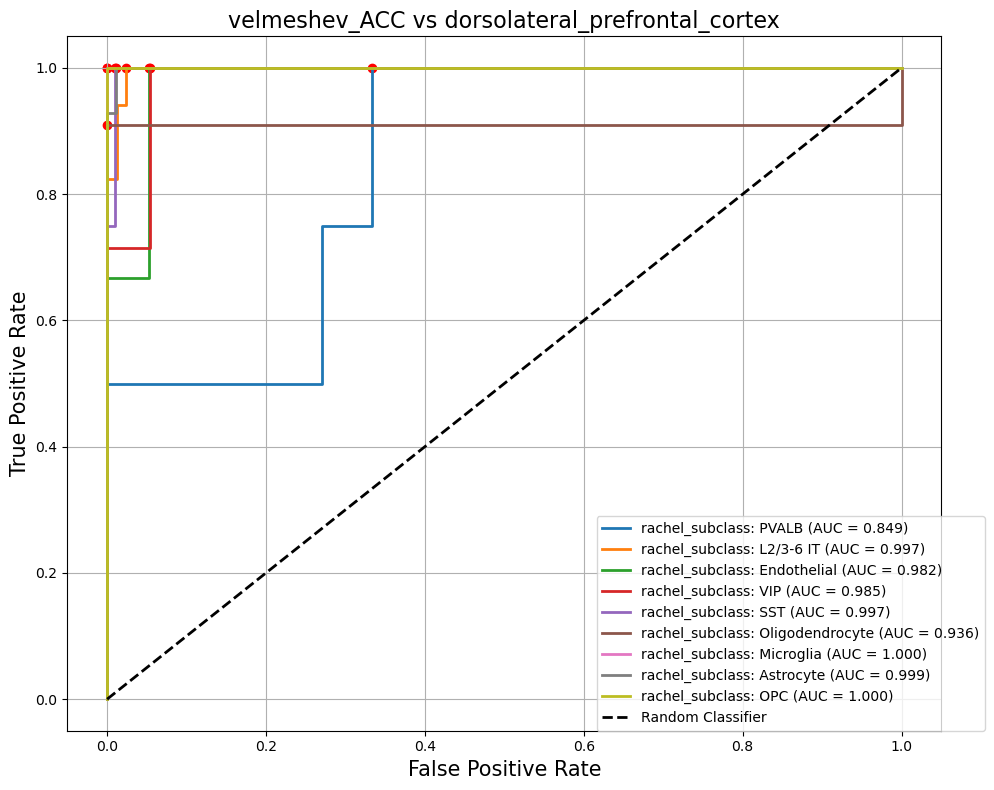 velmeshev_ACC vs dorsolateral_prefrontal_cortex
True Positive Rate
1.0
0.8
0.6
0.4
0.2
0.0
rachel_subclass: PVALB (AUC = 0.849)
rachel_subclass: L2/3-6 IT (AUC = 0.997)
rachel_subclass: Endothelial (AUC = 0.982)
rachel_subclass: VIP (AUC = 0.985)
rachel_subclass: SST (AUC = 0.997)
rachel_subclass: Oligodendrocyte (AUC = 0.936)
rachel_subclass: Microglia (AUC = 1.000)
rachel_subclass: Astrocyte (AUC = 0.999)
rachel_subclass: OPC (AUC = 1.000)
Random Classifier
0.0 0.2 0.4 0.6 0.8 1.0
False Positive Rate